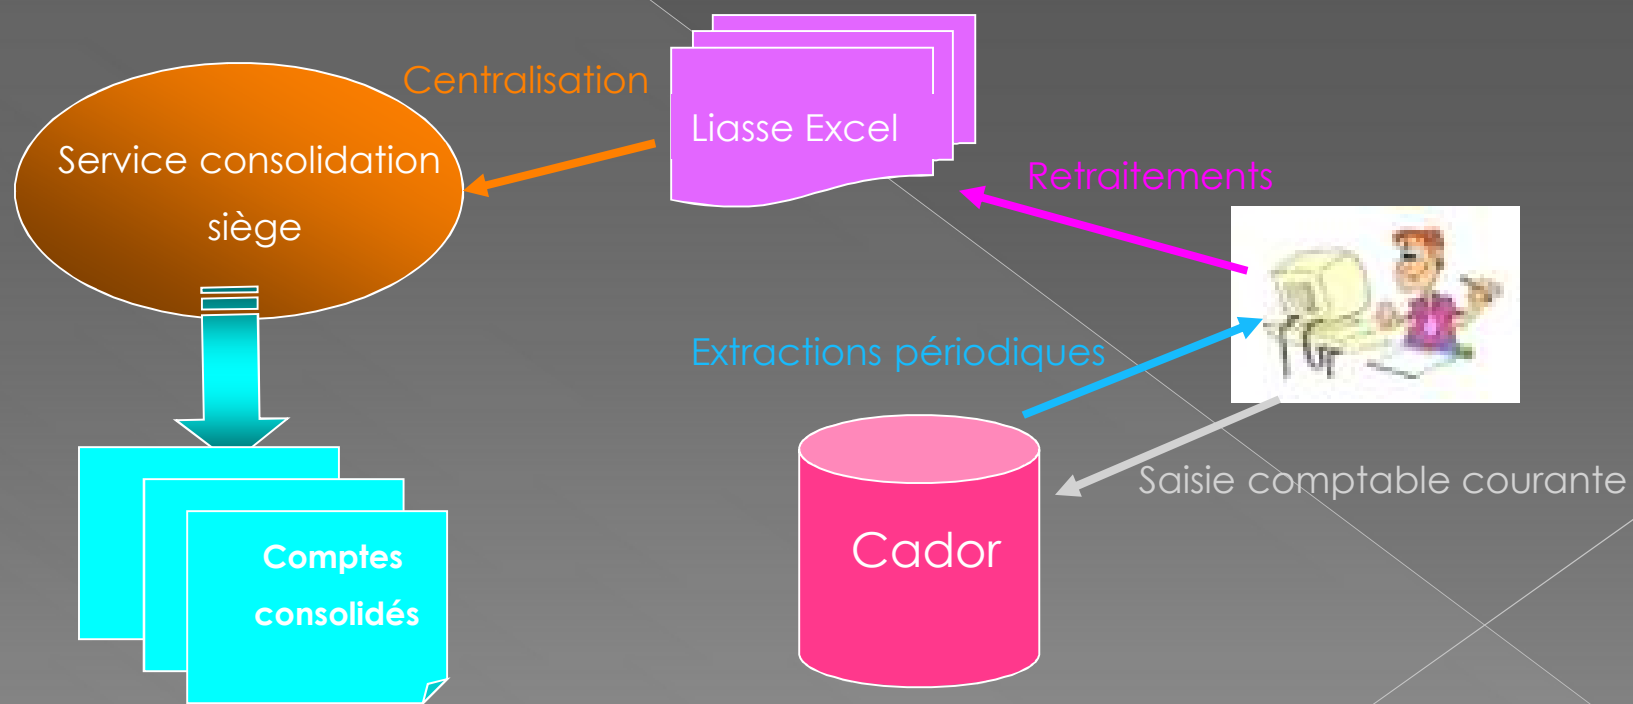 Centralisation
Liasse Excel
Service consolidation
siège
Retraitements
Extractions périodiques
Saisie comptable courante
Cador
Comptes
consolidés